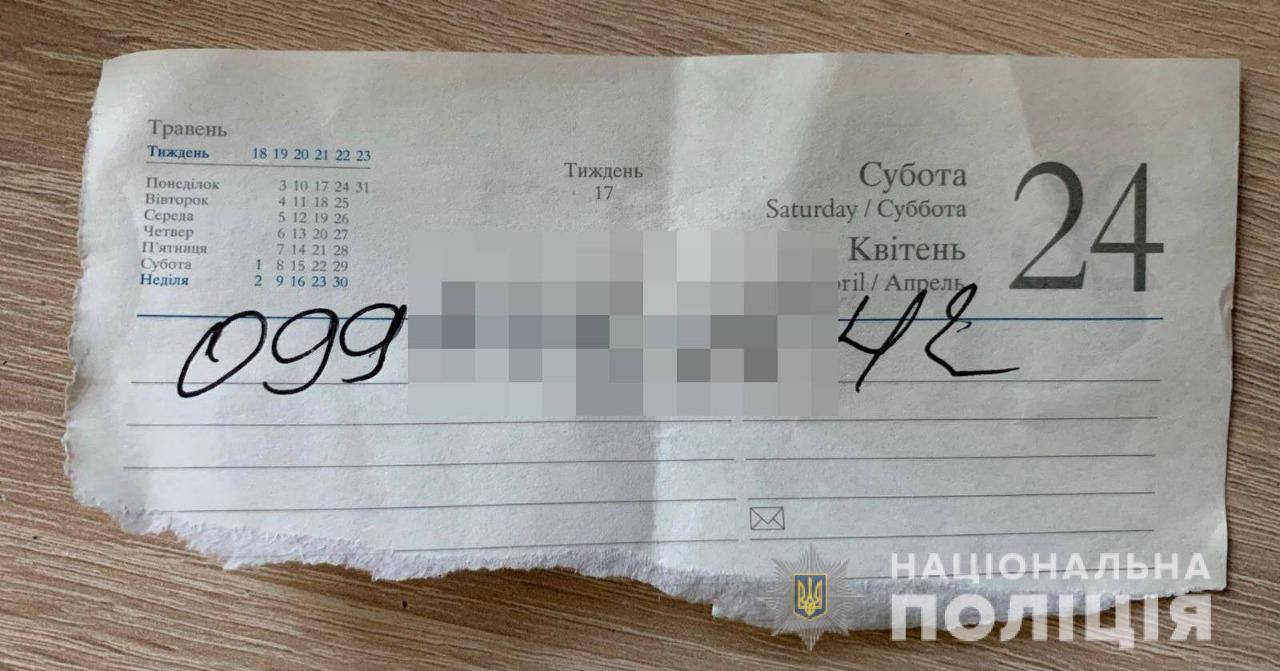 Травень
Тиждень 18 19 20 21 22 23
Понеділок 3 10 17 24 31
Вівторок 4 11 18 25
Середа 5 12 19 26
Четвер 6 13 20 27
П'ятниця 7 14 21 28
Субота 1 8 15 22 29
Неділя 2 9 16 23 30
Тиждень
17
Субота
Saturday / Суббота
Квітень
ril / Апрель
24
099 42
НАЦІОНАЛЬНА
ПОЛІЦІЯ